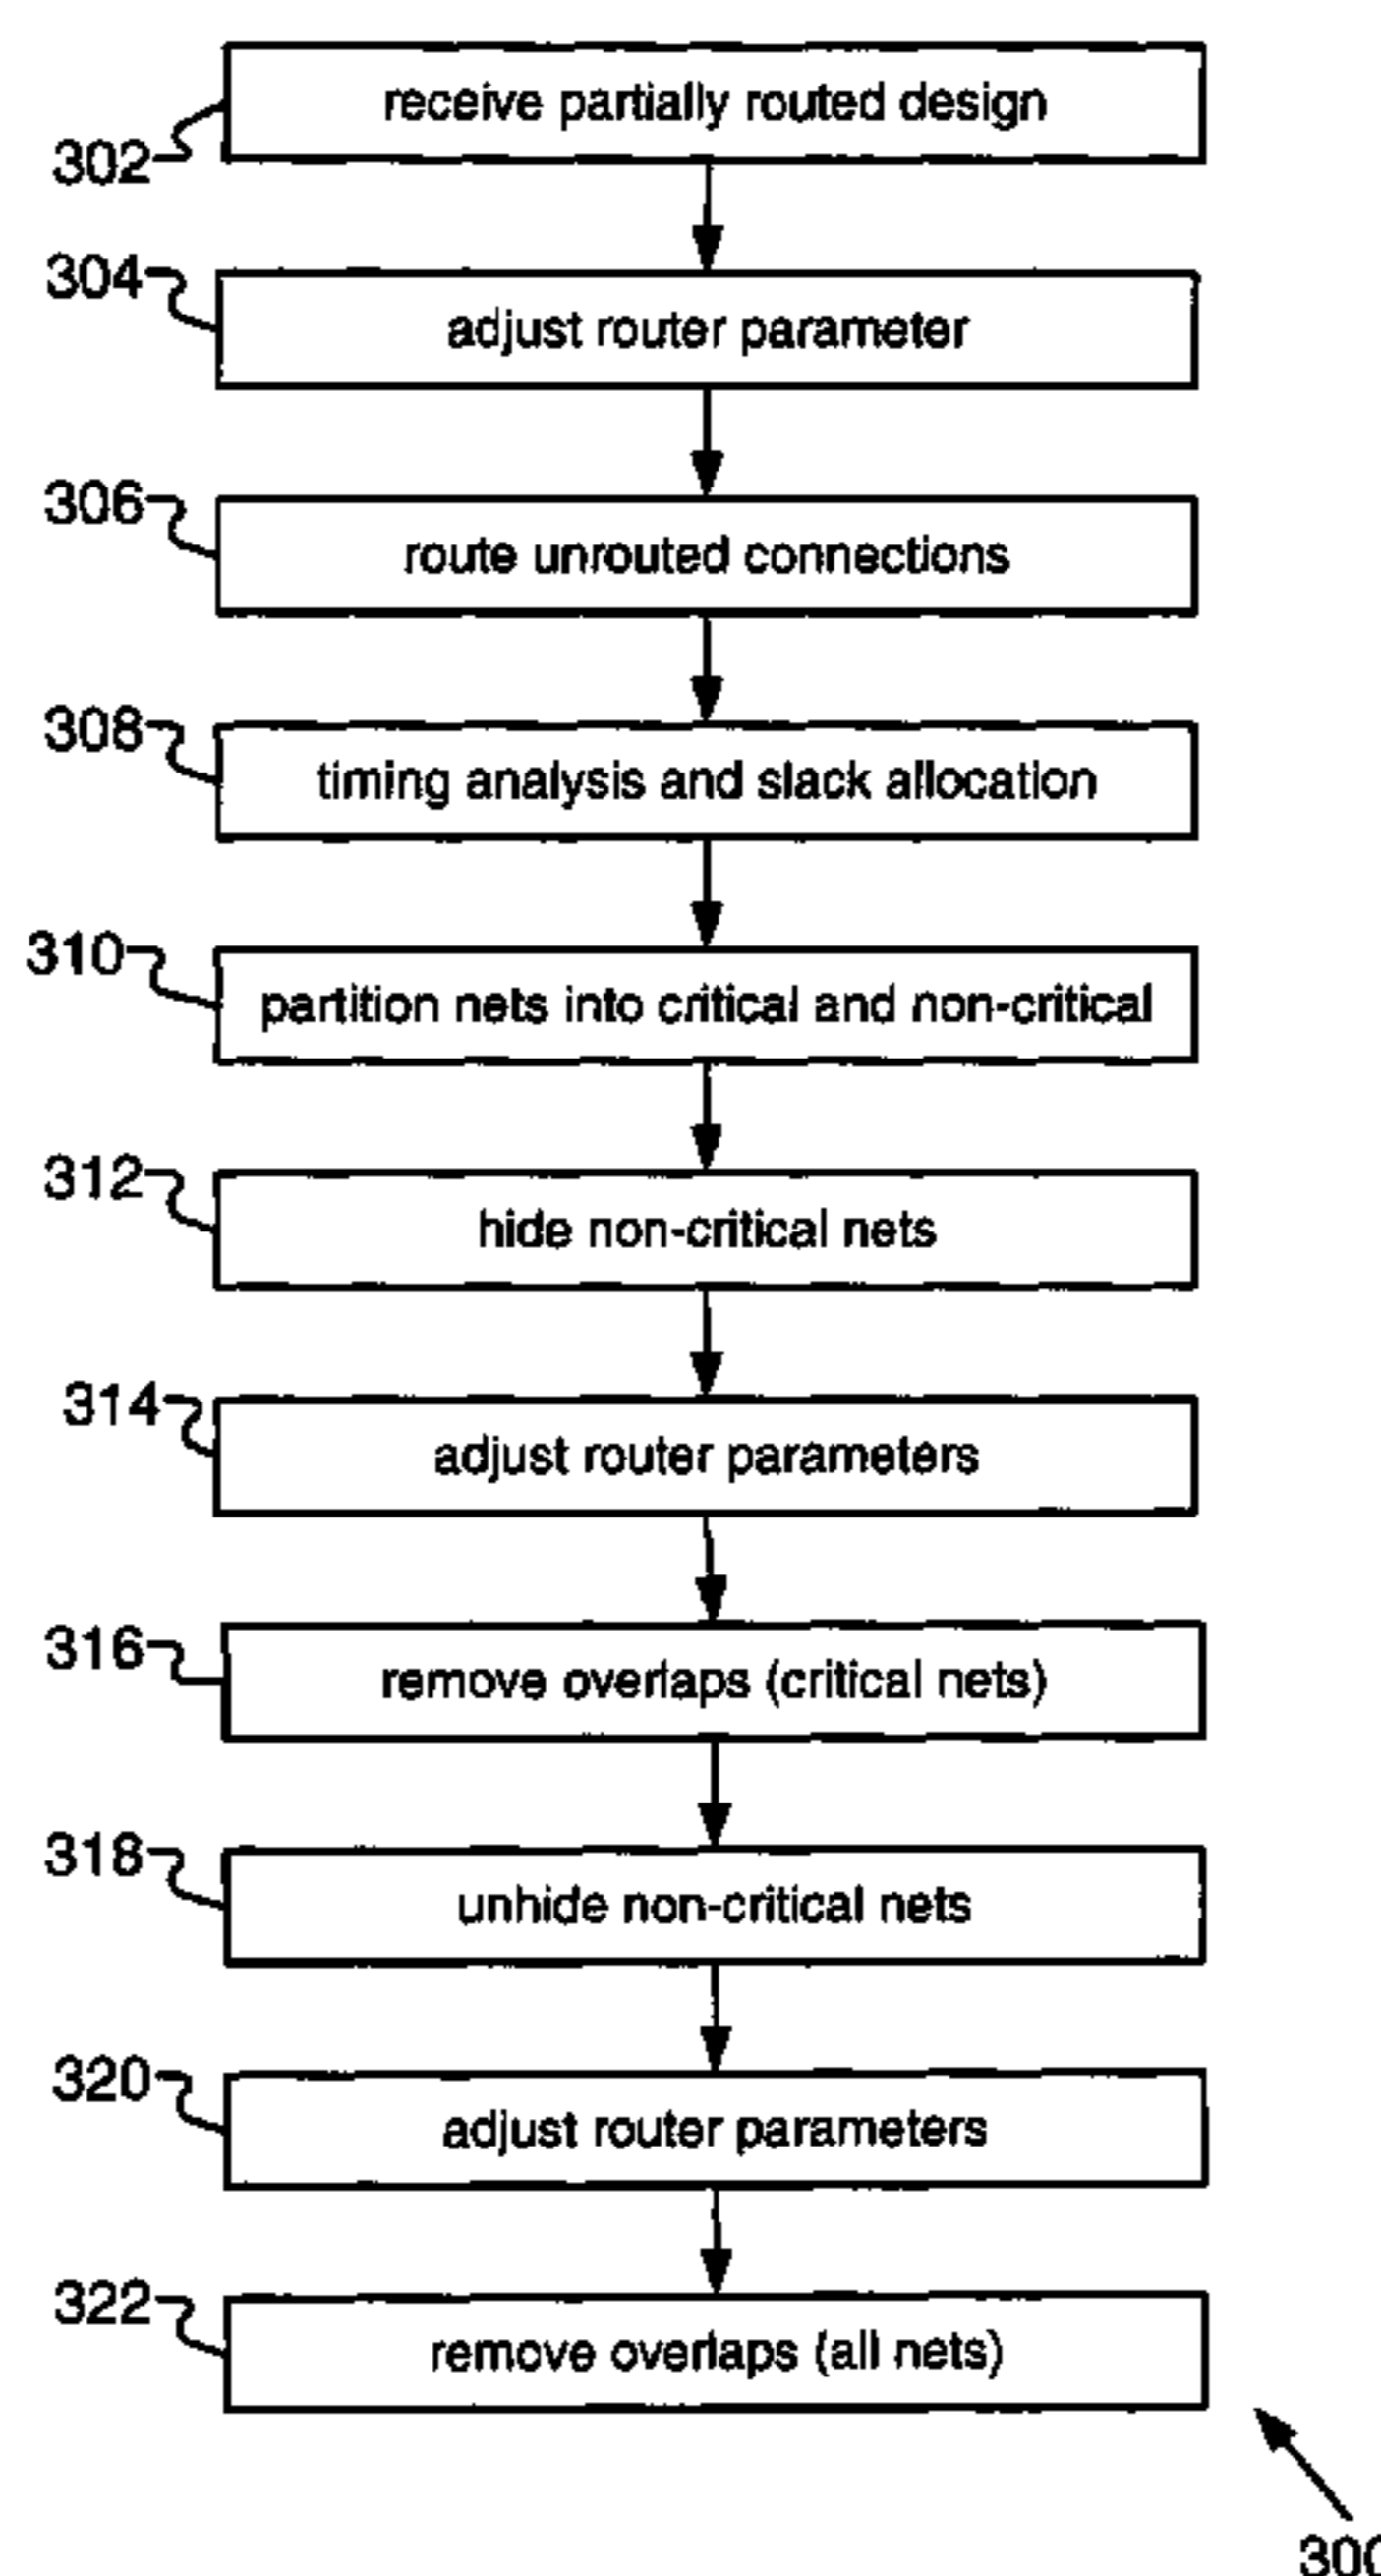 receive partially routed design
302
304
adjust router parameter
306
route unrouted connections
308
timing analysis and slack allocation
310
partition nets into critical and non-critical
312
hide non-critical nets
314
adjust router parameters
316
remove overlaps (critical nets)
318
unhide non-critical nets
320
adjust router parameters
322
remove overlaps (all nets)
300